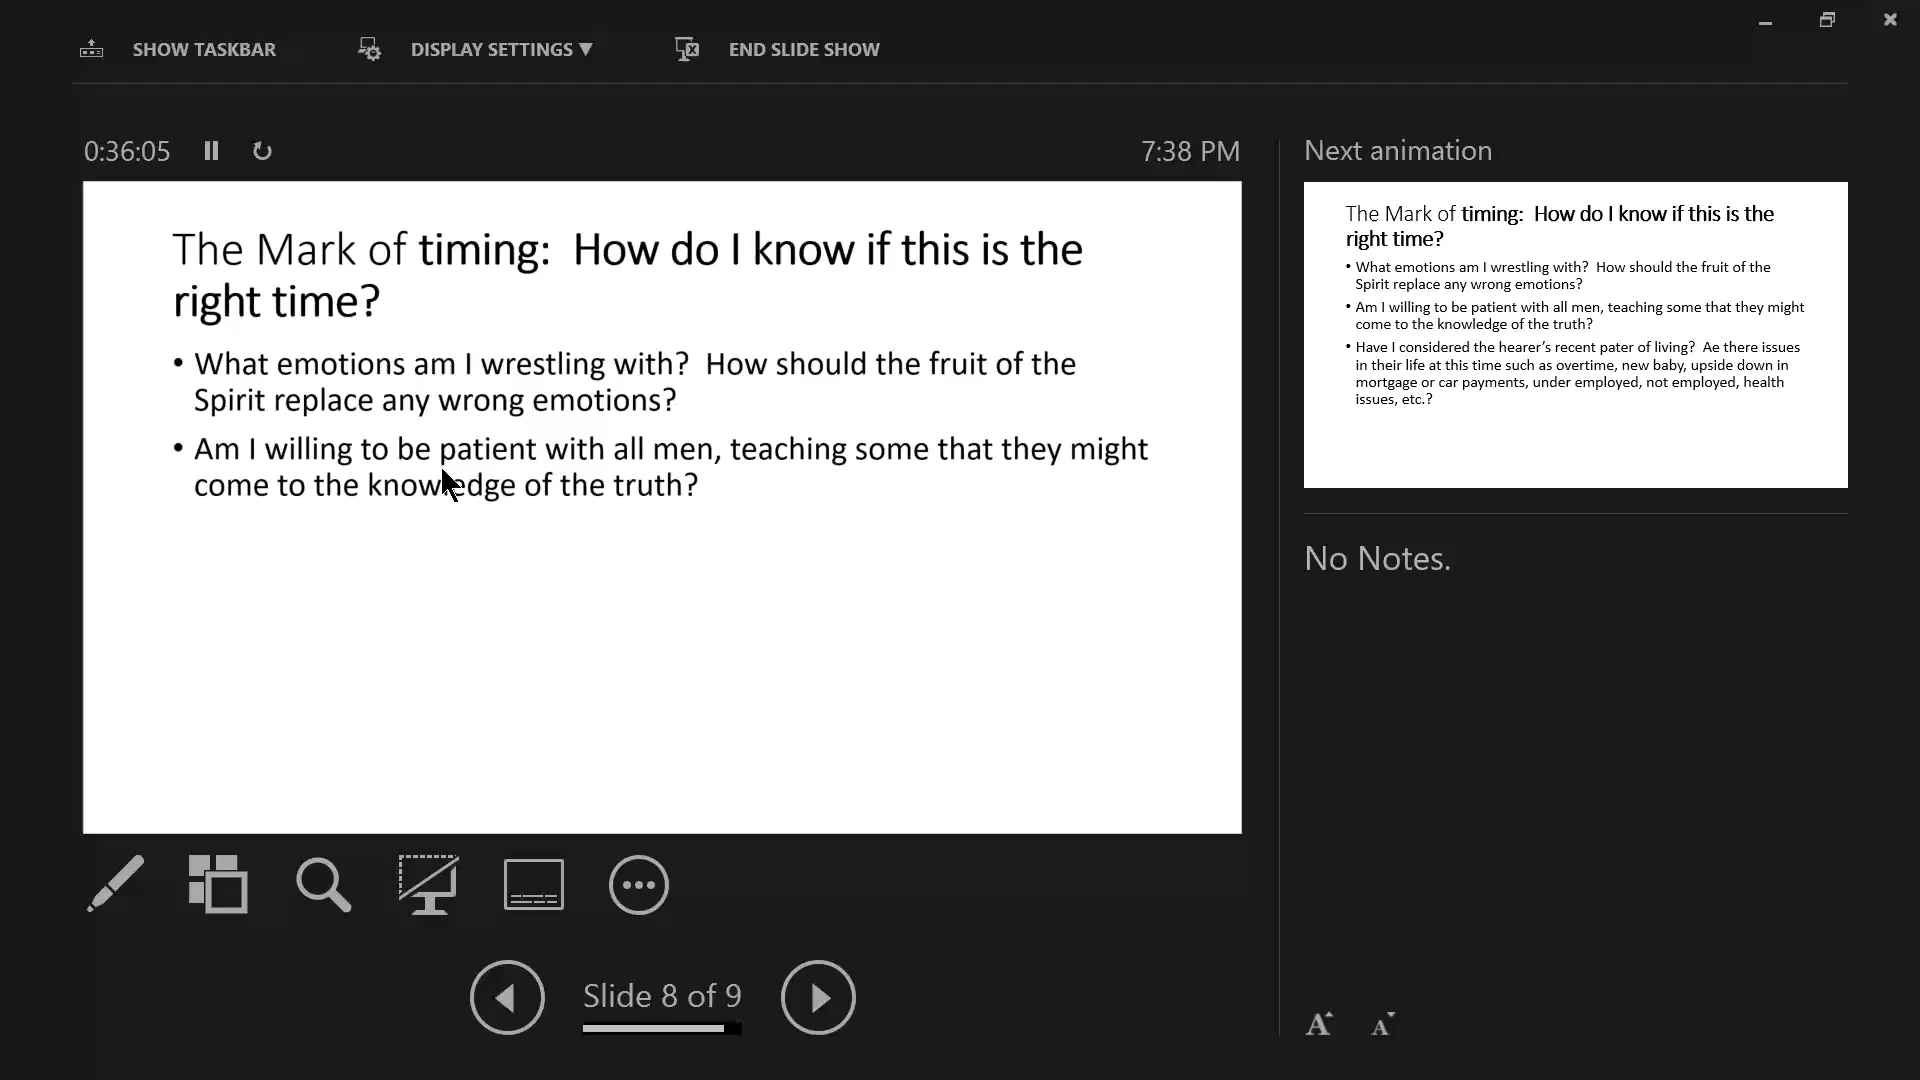 SHOW TASKBAR
DISPLAY SETTINGS ▼
END SLIDE SHOW
0:36:05
7:38 PM
The Mark of timing:  How do I know if this is the
right time?
• What emotions am I wrestling with?  How should the fruit of the
Spirit replace any wrong emotions?
• Am I willing to be patient with all men, teaching some that they might
come to the knowledge of the truth?
Slide 8 of 9
Next animation
The Mark of timing:  How do I know if this is the
right time?
• What emotions am I wrestling with?  How should the fruit of the
Spirit replace any wrong emotions?
• Am I willing to be patient with all men, teaching some that they might
come to the knowledge of the truth?
• Have I considered the hearer’s recent pater of living?  Ae there issues
in their life at this time such as overtime, new baby, upside down in
mortgage or car payments, under employed, not employed, health
issues, etc.?
No Notes.
A A